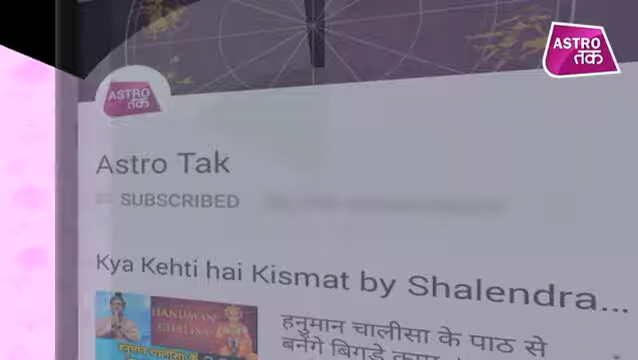 ASTRO
तक
ASTRO
तक
Astro Tak
SUBSCRIBED
Kya Kehti hai Kismat by Shalendra...
HANUMAN
CHALISA
हनुमान चालीसा के पाठ से
बनेंगे बिगड़े